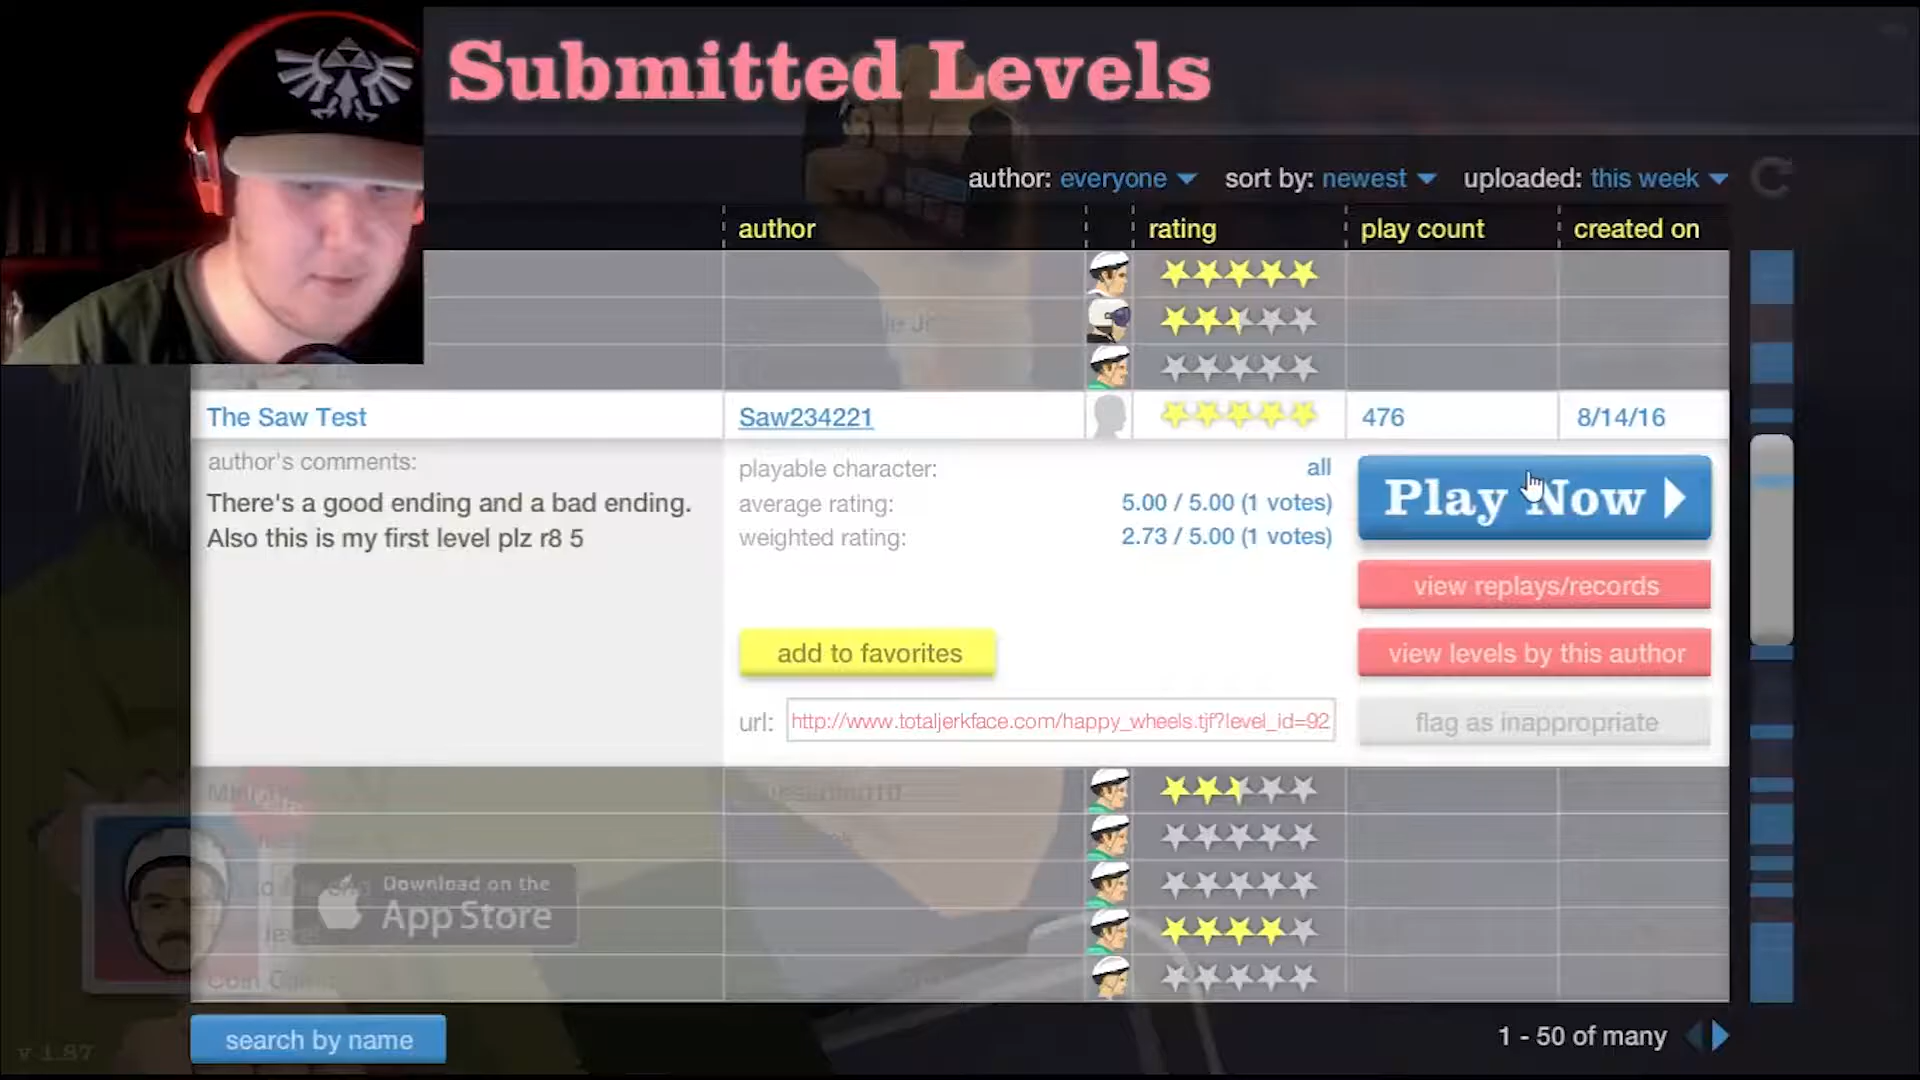 Submitted Levels
author: everyone sort by: newest uploaded: this week
author rating play count created on
The Saw Test Saw234221 476 8/14/16
author's comments:
There's a good ending and a bad ending.
Also this is my first level plz r8 5
playable character: all
average rating: 5.00 / 5.00 (1 votes)
weighted rating: 2.73 / 5.00 (1 votes)
Play Now
view replays/records
add to favorites
view levels by this author
url: http://www.totaljerkface.com/happy_wheels.tjf?level_id=92
flag as inappropriate
Download on the
App Store
search by name
1 - 50 of many
v 1.87